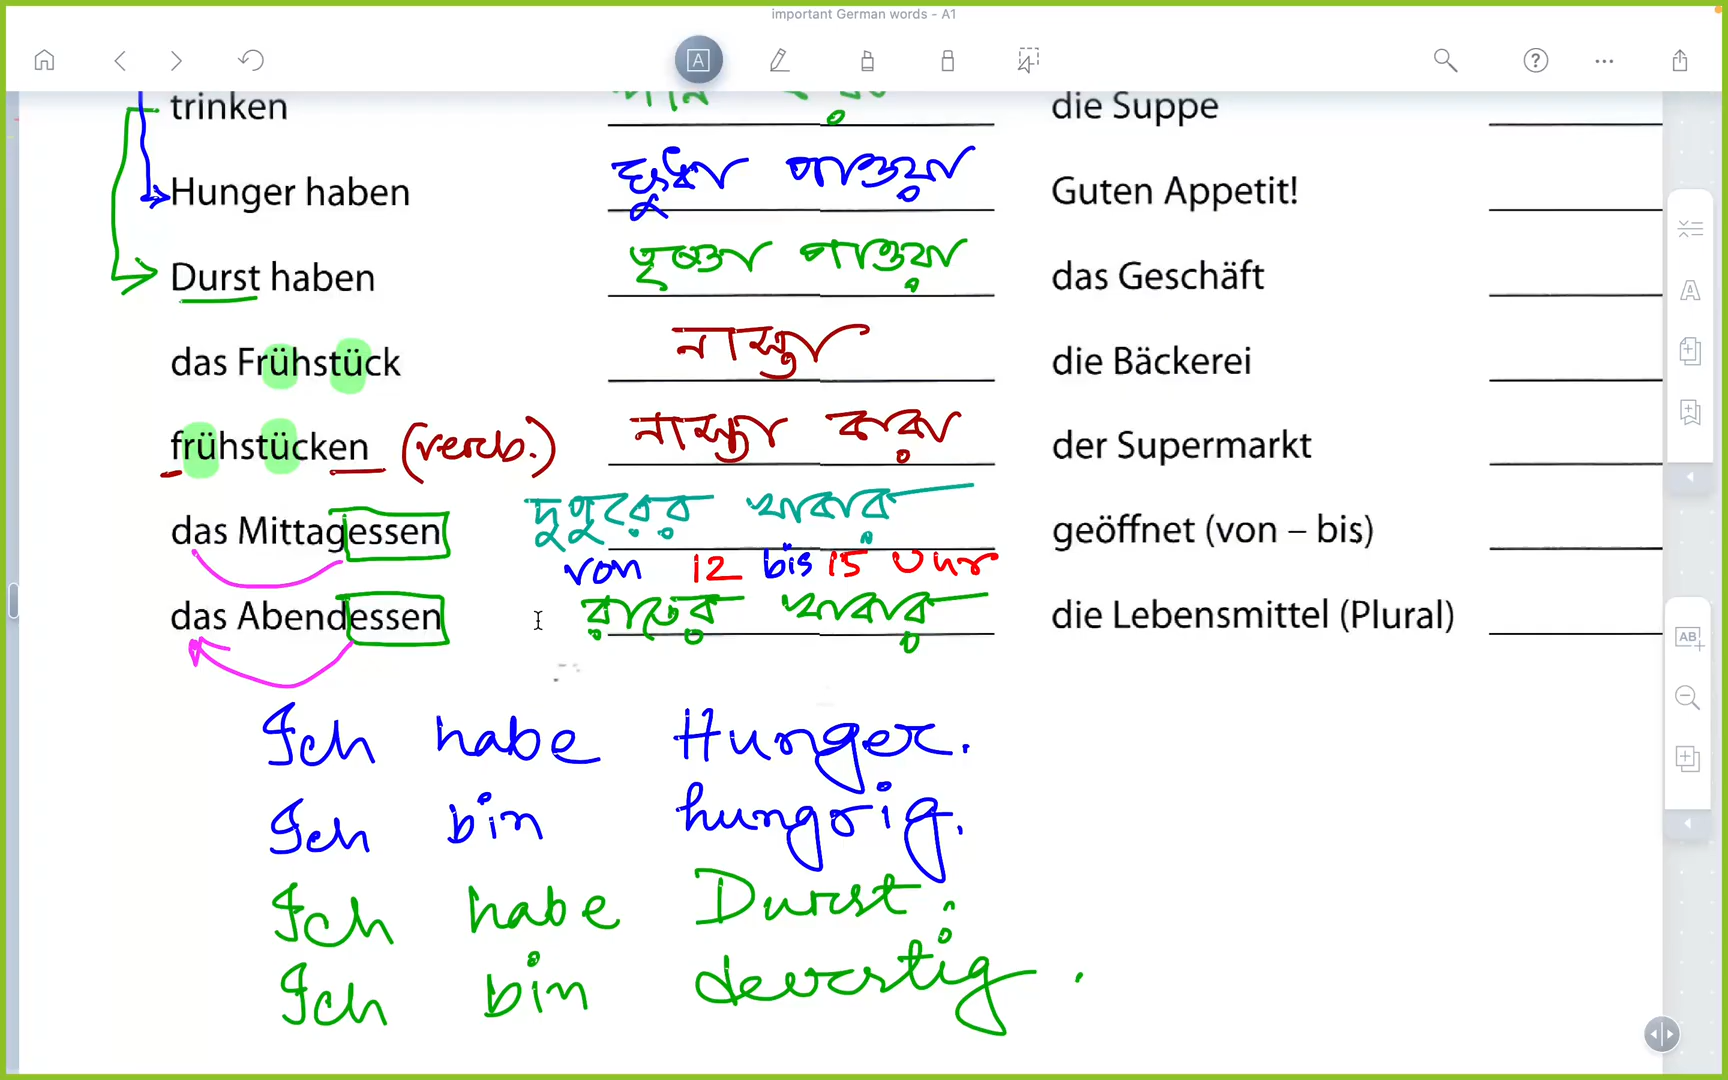 important German words - A1
trinken die Suppe
Hunger haben ক্ষুধা পাওয়া Guten Appetit!
Durst haben তৃষ্ণা পাওয়া das Geschäft
das Frühstück নাস্তা die Bäckerei
frühstücken (verb.) নাস্তা করা der Supermarkt
das Mittagessen দুপুরের খাবার geöffnet (von – bis)
von 12 bis 15 Uhr
das Abendessen রাতের খাবার die Lebensmittel (Plural)
Ich habe Hunger.
Ich bin hungrig.
Ich habe Durst.
Ich bin durstig.